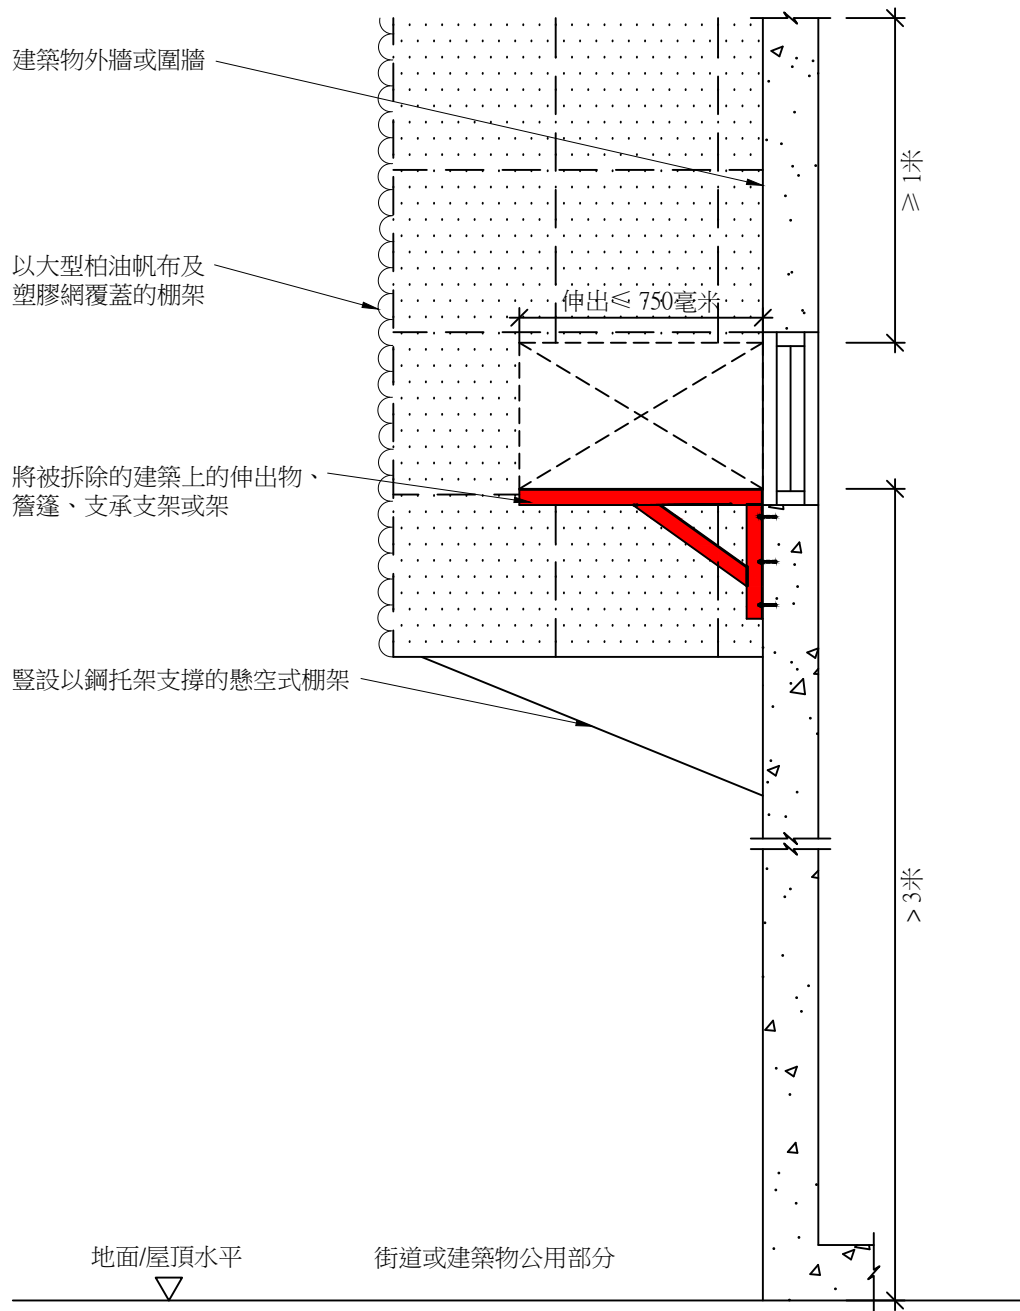 建築物外牆或圍牆
≥ 1米
以大型柏油帆布及
塑膠網覆蓋的棚架
伸出≤ 750毫米
將被拆除的建築上的伸出物、
簷篷、支承支架或架
豎設以鋼托架支撐的懸空式棚架
> 3米
地面/屋頂水平
街道或建築物公用部分